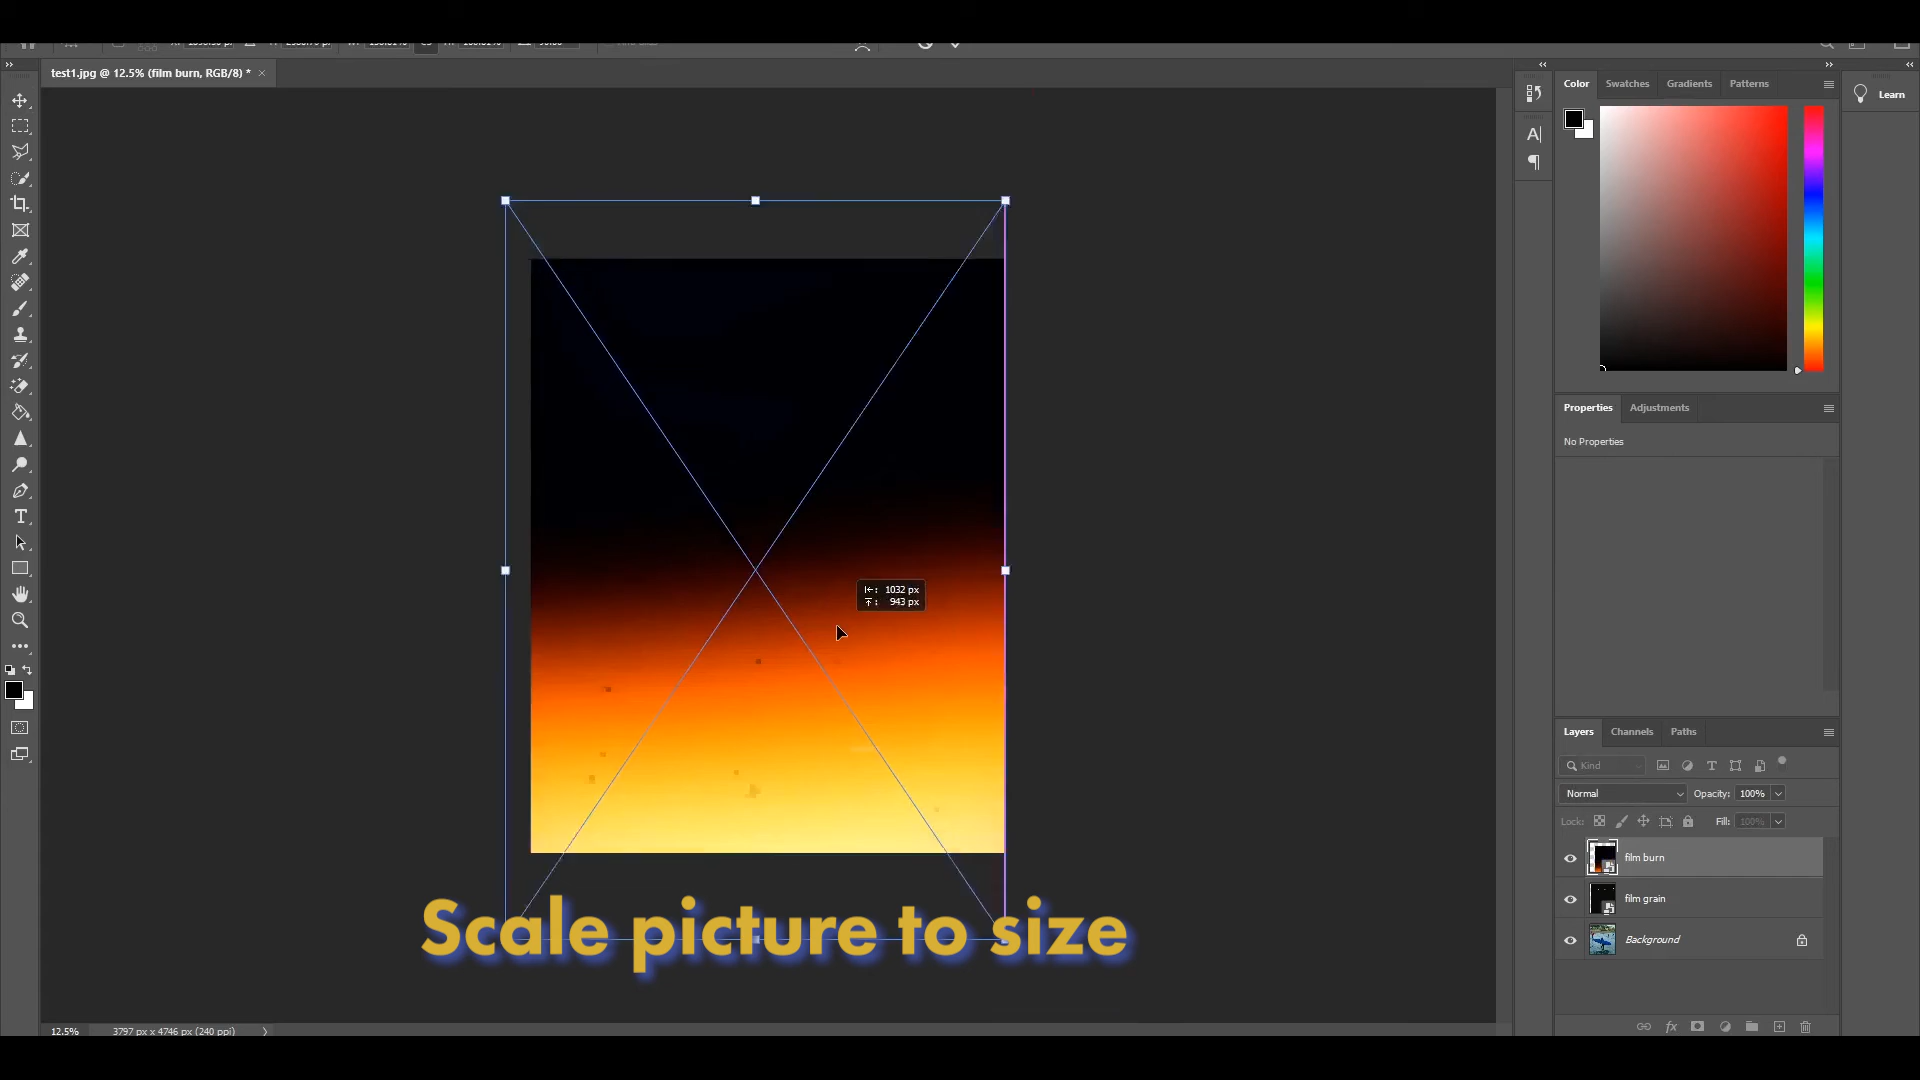 test1.jpg @ 12.5% (film burn, RGB/8) *
Color
Swatches
Gradients
Patterns
Learn
Properties
Adjustments
No Properties
1032 px
943 px
Layers
Channels
Paths
Kind
Normal
Opacity: 100%
Lock:
Fill: 100%
film burn
film grain
Background
Scale picture to size
12.5%
3797 px x 4746 px (240 ppi)